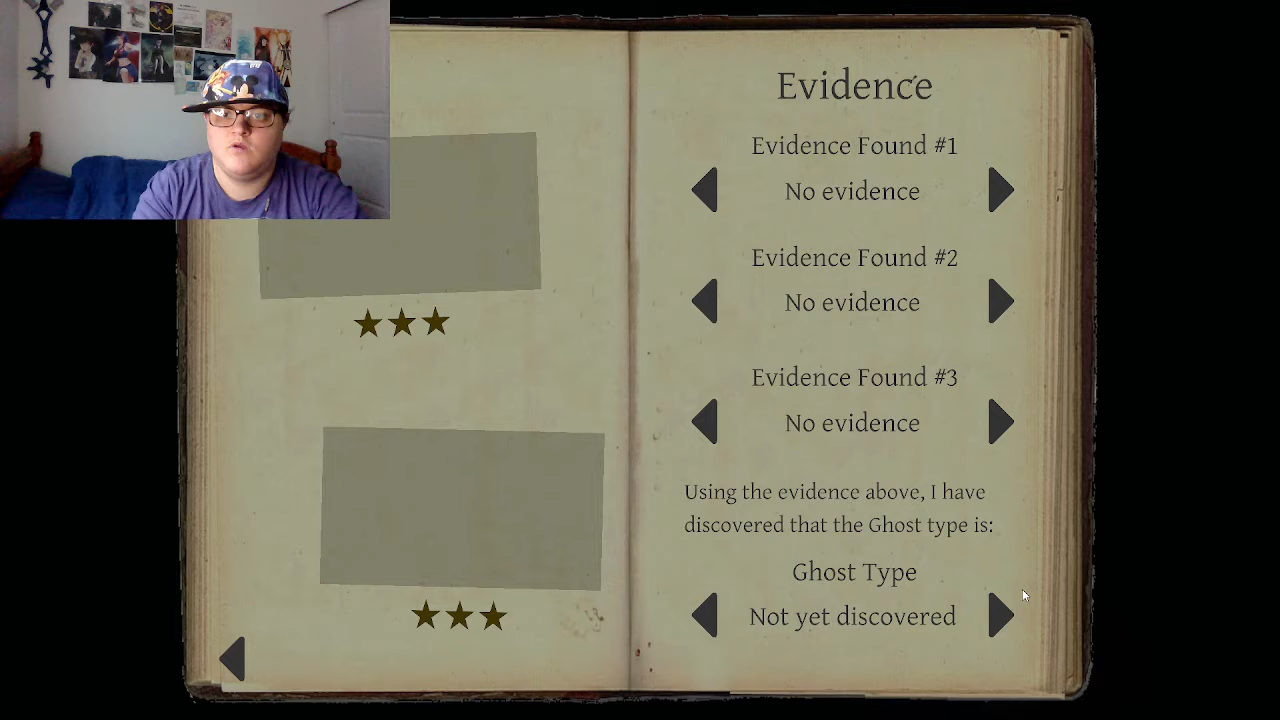 Evidence
Evidence Found #1
No evidence
Evidence Found #2
No evidence
Evidence Found #3
No evidence
Using the evidence above, I have
discovered that the Ghost type is:
Ghost Type
Not yet discovered